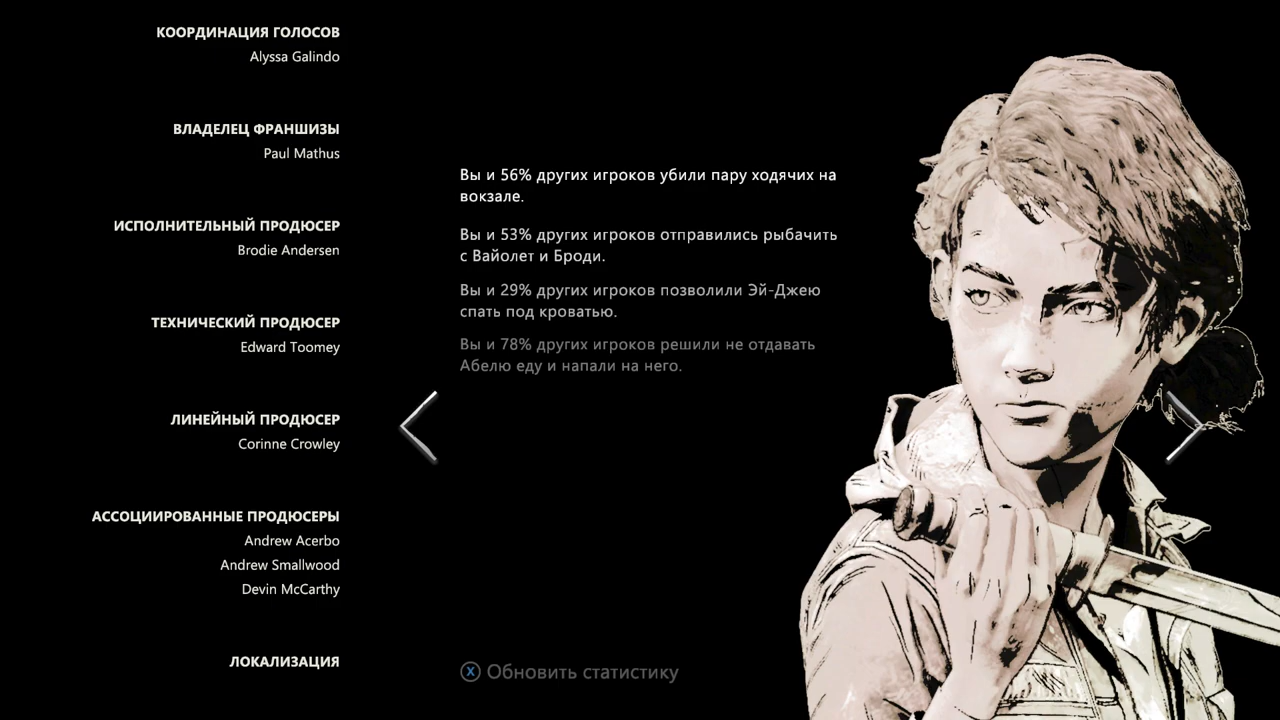 КООРДИНАЦИЯ ГОЛОСОВ
Alyssa Galindo
ВЛАДЕЛЕЦ ФРАНШИЗЫ
Paul Mathus
ИСПОЛНИТЕЛЬНЫЙ ПРОДЮСЕР
Brodie Andersen
ТЕХНИЧЕСКИЙ ПРОДЮСЕР
Edward Toomey
ЛИНЕЙНЫЙ ПРОДЮСЕР
Corinne Crowley
АССОЦИИРОВАННЫЕ ПРОДЮСЕРЫ
Andrew Acerbo
Andrew Smallwood
Devin McCarthy
ЛОКАЛИЗАЦИЯ
Вы и 56% других игроков убили пару ходячих на
вокзале.
Вы и 53% других игроков отправились рыбачить
с Вайолет и Броди.
Вы и 29% других игроков позволили Эй-Джею
спать под кроватью.
Вы и 78% других игроков решили не отдавать
Абелю еду и напали на него.
X Обновить статистику